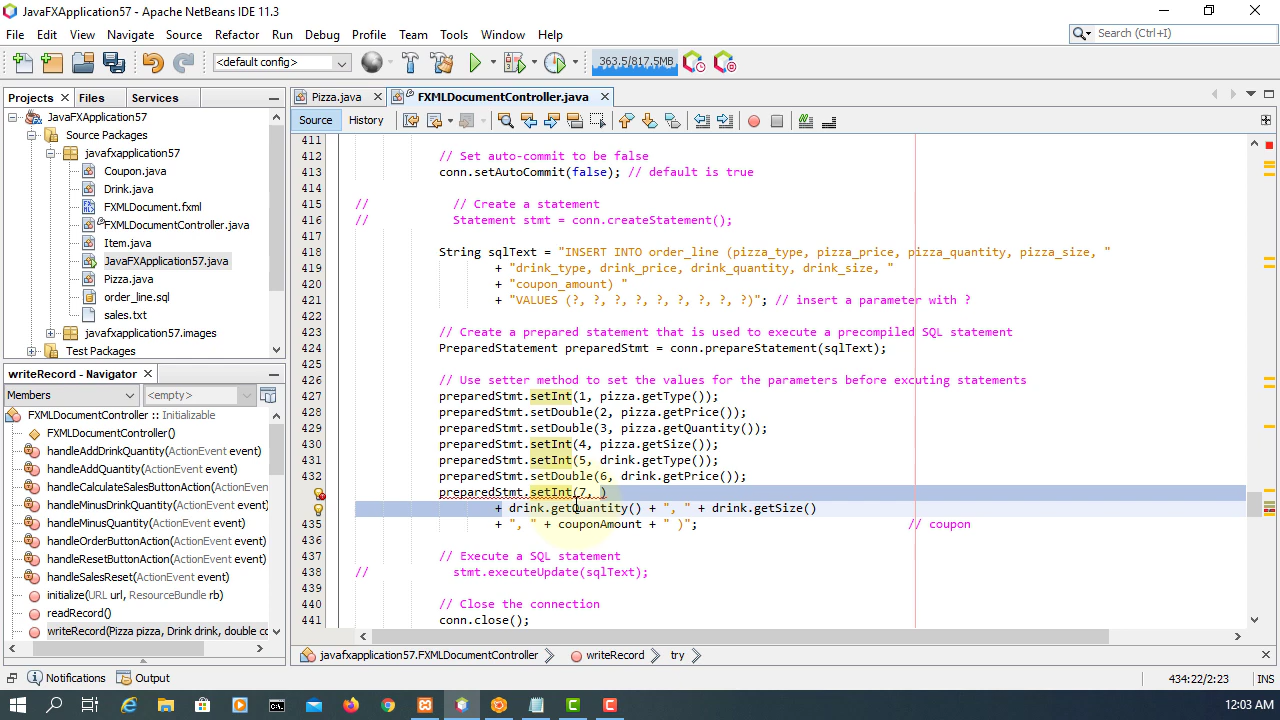 JavaFXApplication57 - Apache NetBeans IDE 11.3
File Edit View Navigate Source Refactor Run Debug Profile Team Tools Window Help
Search (Ctrl+I)
<default config>
363.5/817.5MB
Projects Files Services
Pizza.java FXMLDocumentController.java
Source History
JavaFXApplication57
Source Packages
javafxapplication57
Coupon.java
Drink.java
FXMLDocument.fxml
FXMLDocumentController.java
Item.java
JavaFXApplication57.java
Pizza.java
order_line.sql
sales.txt
javafxapplication57.images
Test Packages
writeRecord - Navigator
Members <empty>
FXMLDocumentController :: Initializable
FXMLDocumentController()
handleAddDrinkQuantity(ActionEvent event)
handleAddQuantity(ActionEvent event)
handleCalculateSalesButton(ActionEvent event)
handleMinusDrinkQuantity(ActionEvent event)
handleMinusQuantity(ActionEvent event)
handleOrderButtonAction(ActionEvent event)
handleSalesReset(ActionEvent event)
initialize(URL url, ResourceBundle rb)
readRecord()
writeRecord(Pizza pizza, Drink drink, double co
411
412 // Set auto-commit to be false
413 conn.setAutoCommit(false); // default is true
414
415 // // Create a statement
416 // Statement stmt = conn.createStatement();
417
418 String sqlText = "INSERT INTO order_line (pizza_type, pizza_price, pizza_quantity, pizza_size, "
419 + "drink_type, drink_price, drink_quantity, drink_size, "
420 + "coupon_amount) "
421 + "VALUES (?, ?, ?, ?, ?, ?, ?, ?, ?)"; // insert a parameter with ?
422
423 // Create a prepared statement that is used to execute a precompiled SQL statement
424 PreparedStatement preparedStmt = conn.prepareStatement(sqlText);
425
426 // Use setter method to set the values for the parameters before excuting statements
427 preparedStmt.setInt(1, pizza.getType());
428 preparedStmt.setDouble(2, pizza.getPrice());
429 preparedStmt.setDouble(3, pizza.getQuantity());
430 preparedStmt.setInt(4, pizza.getSize());
431 preparedStmt.setInt(5, drink.getType());
432 preparedStmt.setDouble(6, drink.getPrice());
preparedStmt.setInt(7, )
+ drink.getQuantity() + ", " + drink.getSize()
435 + ", " + couponAmount + " )"; // coupon
436
437 // Execute a SQL statement
438 // stmt.executeUpdate(sqlText);
439
440 // Close the connection
441 conn.close();
javafxapplication57.FXMLDocumentController writeRecord try
Notifications Output
434:22/2:23 INS
12:03 AM